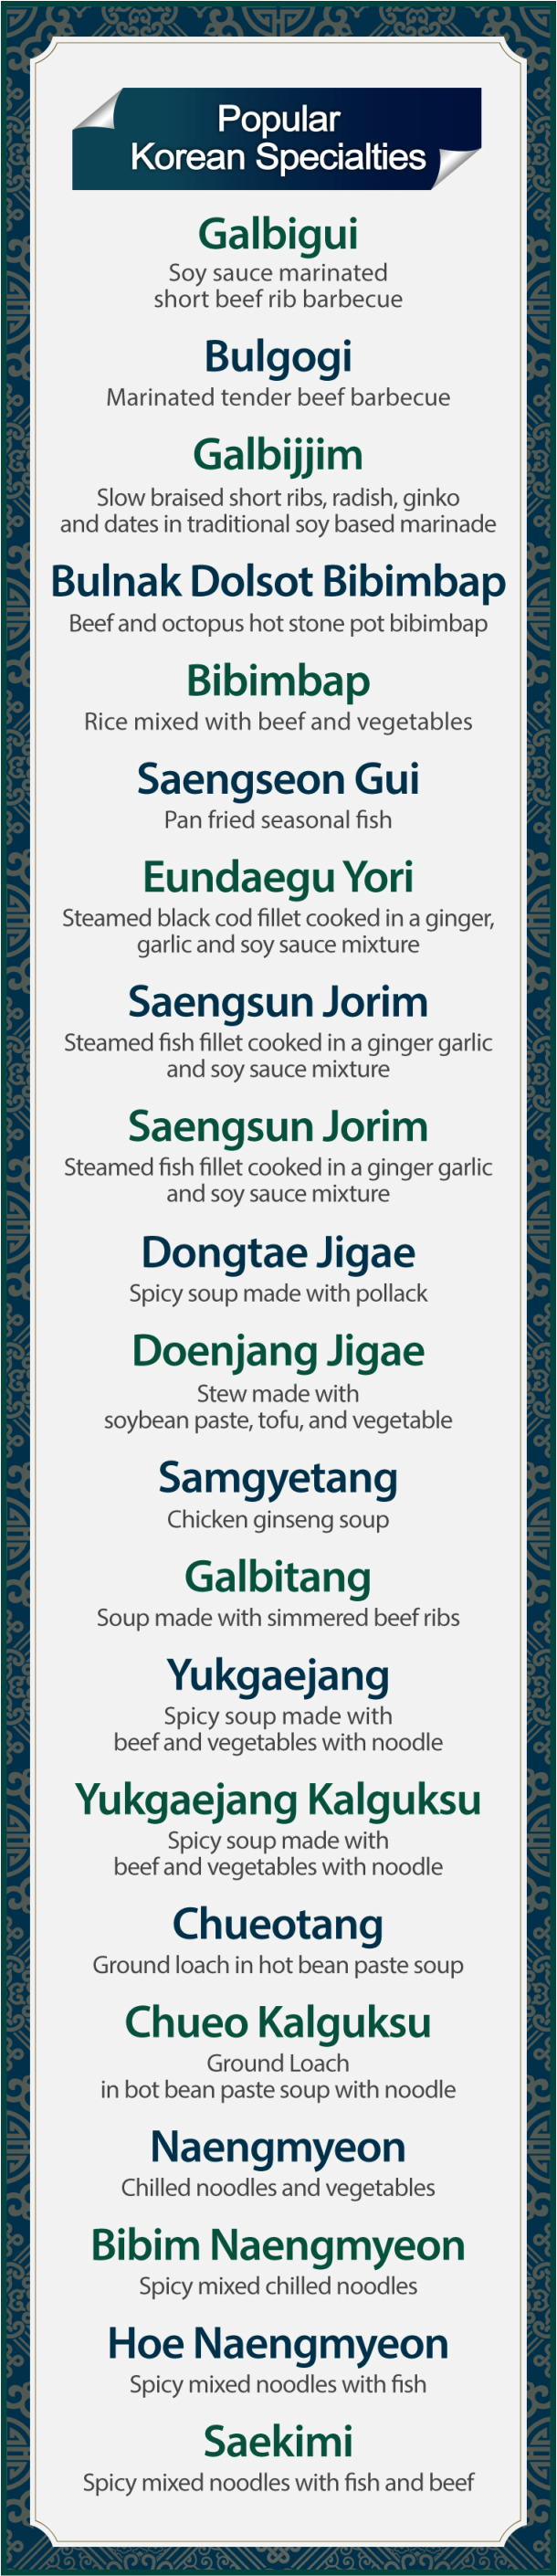 Popular
Korean Specialties
Galbigui
Soy sauce marinated
short beef rib barbecue
Bulgogi
Marinated tender beef barbecue
Galbijjim
Slow braised short ribs, radish, ginko
and dates in traditional soy based marinade
Bulnak Dolsot Bibimbap
Beef and octopus hot stone pot bibimbap
Bibimbap
Rice mixed with beef and vegetables
Saengseon Gui
Pan fried seasonal fish
Eundaegu Yori
Steamed black cod fillet cooked in a ginger,
garlic and soy sauce mixture
Saengsun Jorim
Steamed fish fillet cooked in a ginger garlic
and soy sauce mixture
Saengsun Jorim
Steamed fish fillet cooked in a ginger garlic
and soy sauce mixture
Dongtae Jigae
Spicy soup made with pollack
Doenjang Jigae
Stew made with
soybean paste, tofu, and vegetable
Samgyetang
Chicken ginseng soup
Galbitang
Soup made with simmered beef ribs
Yukgaejang
Spicy soup made with
beef and vegetables with noodle
Yukgaejang Kalguksu
Spicy soup made with
beef and vegetables with noodle
Chueotang
Ground loach in hot bean paste soup
Chueo Kalguksu
Ground Loach
in bot bean paste soup with noodle
Naengmyeon
Chilled noodles and vegetables
Bibim Naengmyeon
Spicy mixed chilled noodles
Hoe Naengmyeon
Spicy mixed noodles with fish
Saekimi
Spicy mixed noodles with fish and beef